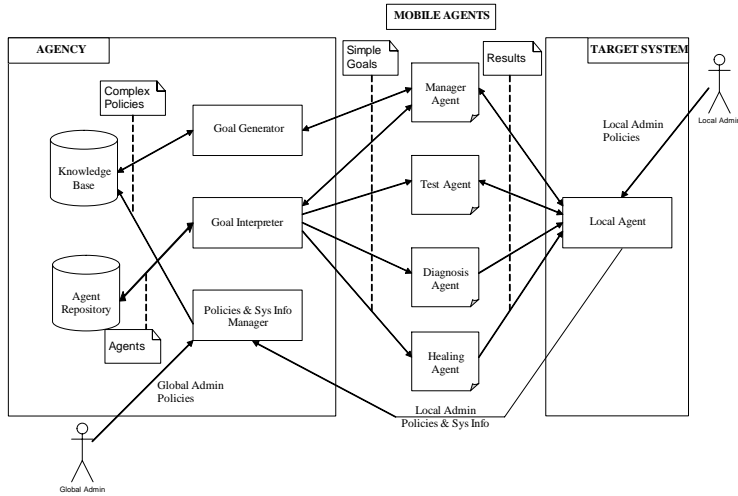 MOBILE AGENTS
AGENCY
Simple
Goals
Results
TARGET SYSTEM
Complex
Policies
Manager
Agent
Goal Generator
Local Admin
Local Admin
Policies
Knowledge
Base
Test Agent
Goal Interpreter
Local Agent
Diagnosis
Agent
Agent
Repository
Policies & Sys Info
Manager
Agents
Healing
Agent
Global Admin
Policies
Local Admin
Policies & Sys Info
Global Admin